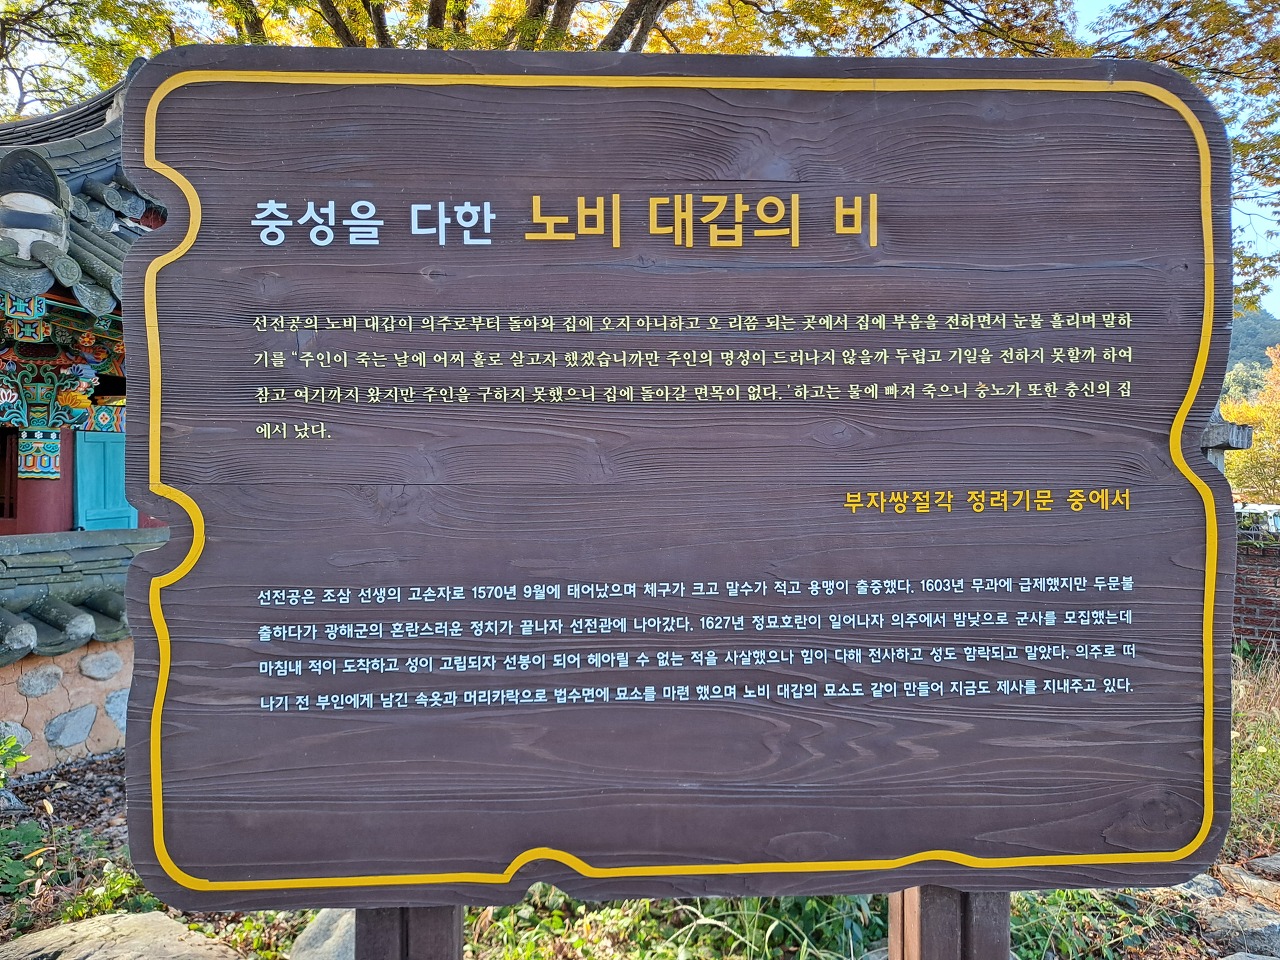 충성을 다한 노비 대갑의 비
선전공의 노비 대갑이 의주로부터 돌아와 집에 오지 아니하고 오 리쯤 되는 곳에서 집에 부음을 전하면서 눈물 흘리며 말하
기를 "주인이 죽는 날에 어찌 홀로 살고자 했겠습니까만 주인의 명성이 드러나지 않을까 두렵고 기일을 전하지 못할까 하여
참고 여기까지 왔지만 주인을 구하지 못했으니 집에 돌아갈 면목이 없다. '하고는 물에 빠져 죽으니 충노가 또한 충신의 집
에서 났다.
부자쌍절각 정려기문 중에서
선전공은 조삼 선생의 고손자로 1570년 9월에 태어났으며 체구가 크고 말수가 적고 용맹이 출중했다. 1603년 무과에 급제했지만 두문불
출하다가 광해군의 혼란스러운 정치가 끝나자 선전관에 나아갔다. 1627년 정묘호란이 일어나자 의주에서 밤낮으로 군사를 모집했는데
마침내 적이 도착하고 성이 고립되자 선봉이 되어 헤아릴 수 없는 적을 사살했으나 힘이 다해 전사하고 성도 함락되고 말았다. 의주로 떠
나기 전 부인에게 남긴 속옷과 머리카락으로 법수면에 묘소를 마련 했으며 노비 대갑의 묘소도 같이 만들어 지금도 제사를 지내주고 있다.